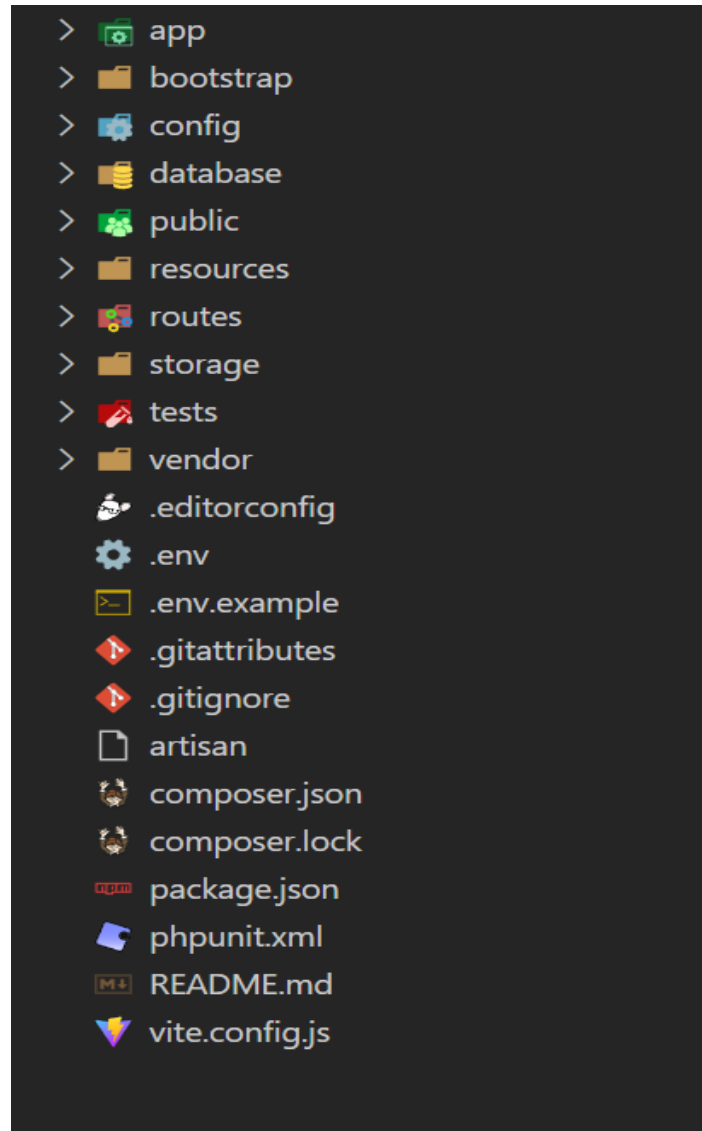 app
bootstrap
config
database
public
resources
routes
storage
tests
vendor
.editorconfig
.env
.env.example
.gitattributes
.gitignore
artisan
composer.json
composer.lock
package.json
phpunit.xml
README.md
vite.config.js